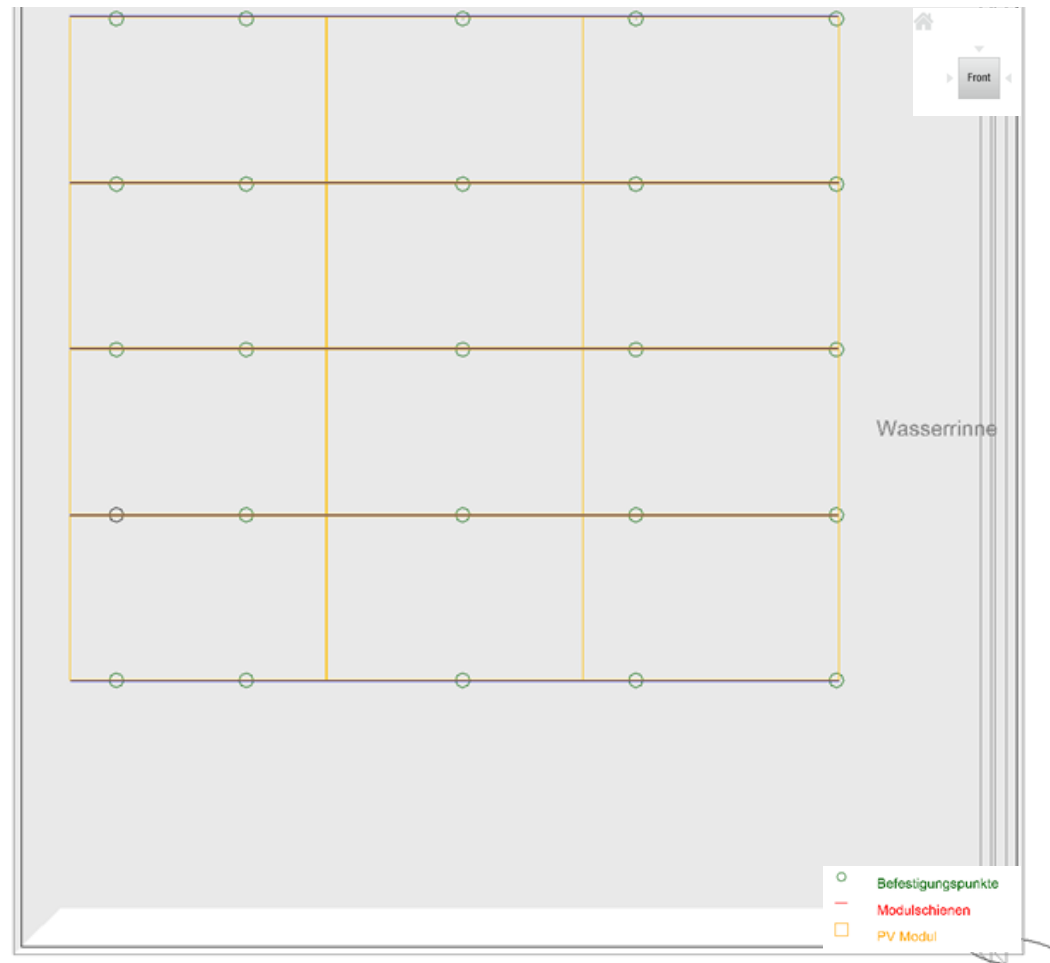 Front
Wasserrinne
Befestigungspunkte
Modulschienen
PV Modul